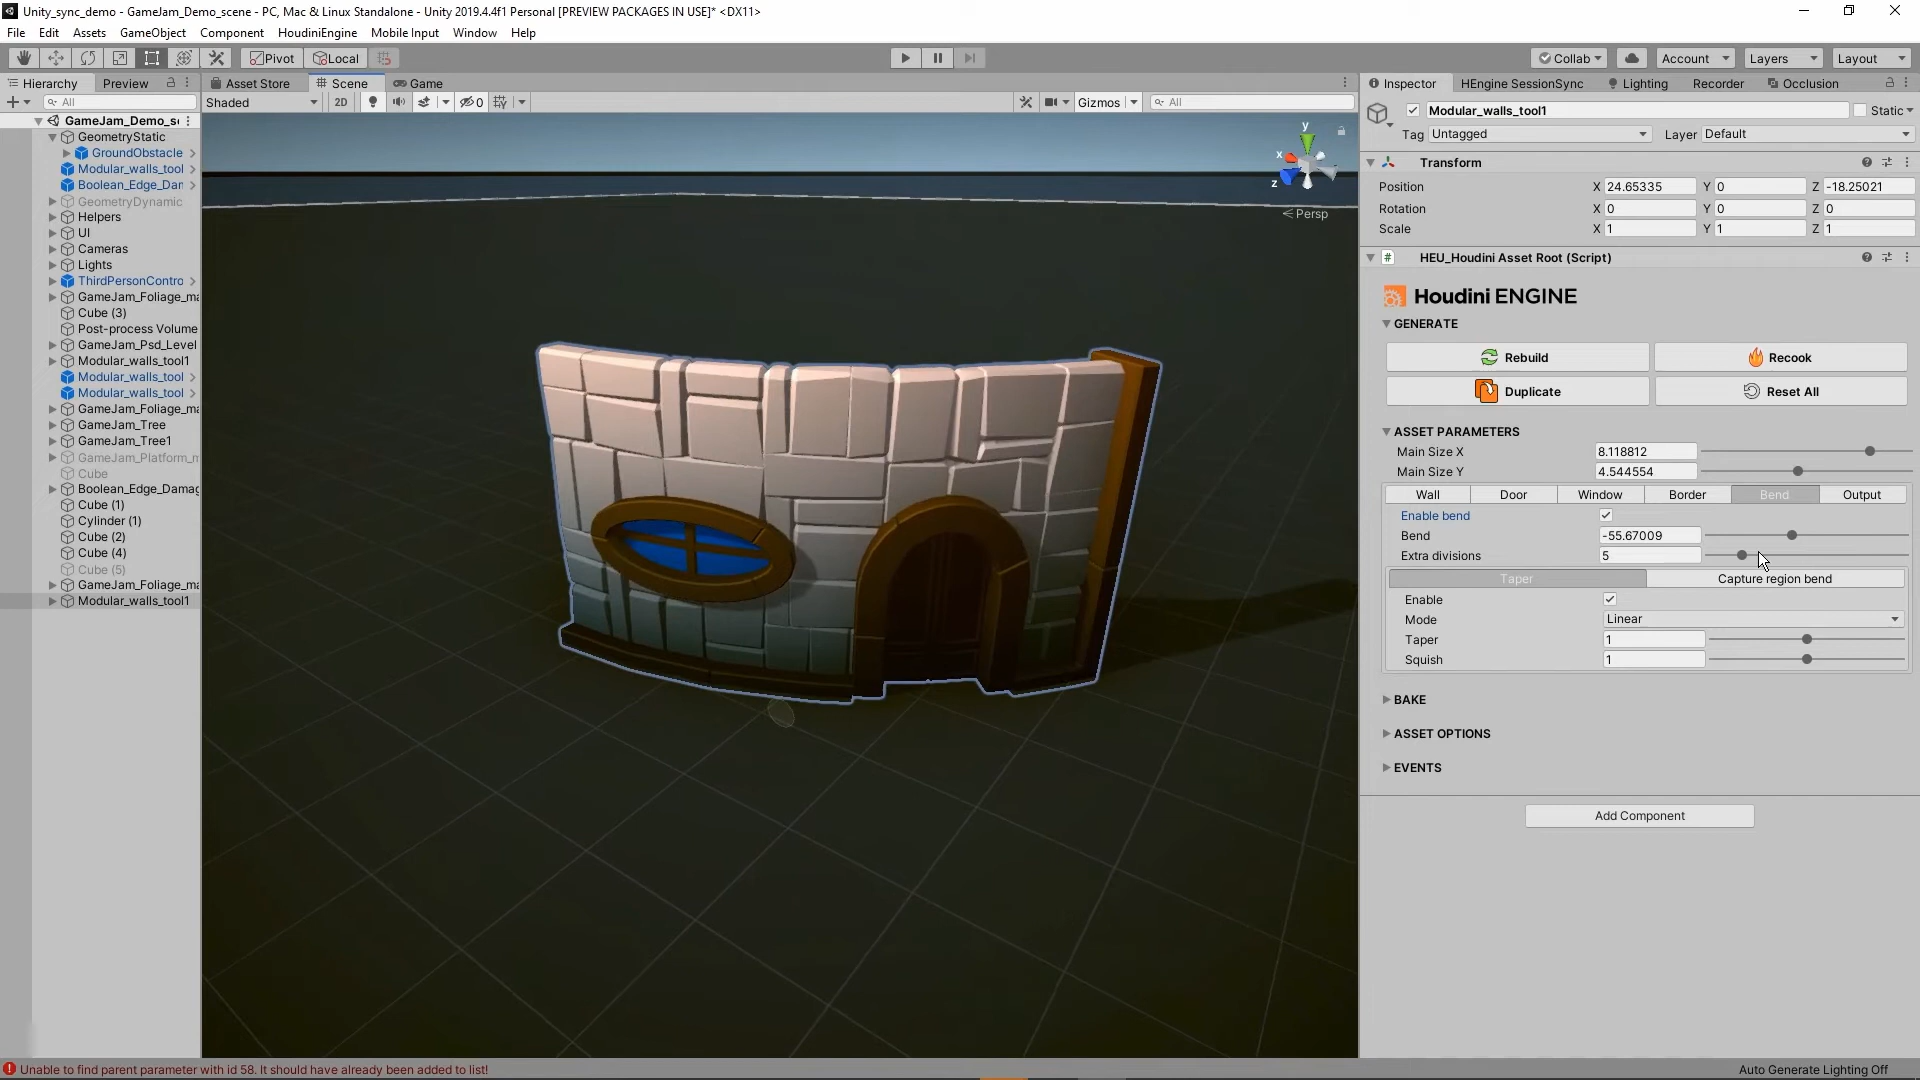 Unity_sync_demo - GameJam_Demo_scene - PC, Mac & Linux Standalone - Unity 2019.4.4f1 Personal [PREVIEW PACKAGES IN USE]* <DX11>
File Edit Assets GameObject Component HoudiniEngine Mobile Input Window Help
Pivot Local Collab Account Layers Layout
Hierarchy Preview Asset Store Scene Game Inspector HEngine SessionSync Lighting Recorder Occlusion
All Shaded 2D 0 Gizmos All
GameJam_Demo_s
GeometryStatic
GroundObstacle
Modular_walls_tool
Boolean_Edge_Dar
GeometryDynamic
Helpers
UI
Cameras
Lights
ThirdPersonContro
GameJam_Foliage_ma
Cube (3)
Post-process Volume
GameJam_Psd_Level
Modular_walls_tool1
Modular_walls_tool
Modular_walls_tool
GameJam_Foliage_ma
GameJam_Tree
GameJam_Tree1
GameJam_Platform_m
Cube
Boolean_Edge_Damag
Cube (1)
Cylinder (1)
Cube (2)
Cube (4)
Cube (5)
GameJam_Foliage_ma
Modular_walls_tool1
y
x
z
< Persp
Modular_walls_tool1 Static
Tag Untagged Layer Default
Transform
Position X 24.65335 Y 0 Z -18.25021
Rotation X 0 Y 0 Z 0
Scale X 1 Y 1 Z 1
# HEU_Houdini Asset Root (Script)
Houdini ENGINE
GENERATE
Rebuild Recook
Duplicate Reset All
ASSET PARAMETERS
Main Size X 8.118812
Main Size Y 4.544554
Wall Door Window Border Bend Output
Enable bend
Bend -55.67009
Extra divisions 5
Taper Capture region bend
Enable
Mode Linear
Taper 1
Squish 1
BAKE
ASSET OPTIONS
EVENTS
Add Component
Unable to find parent parameter with id 58. It should have already been added to list!
Auto Generate Lighting Off